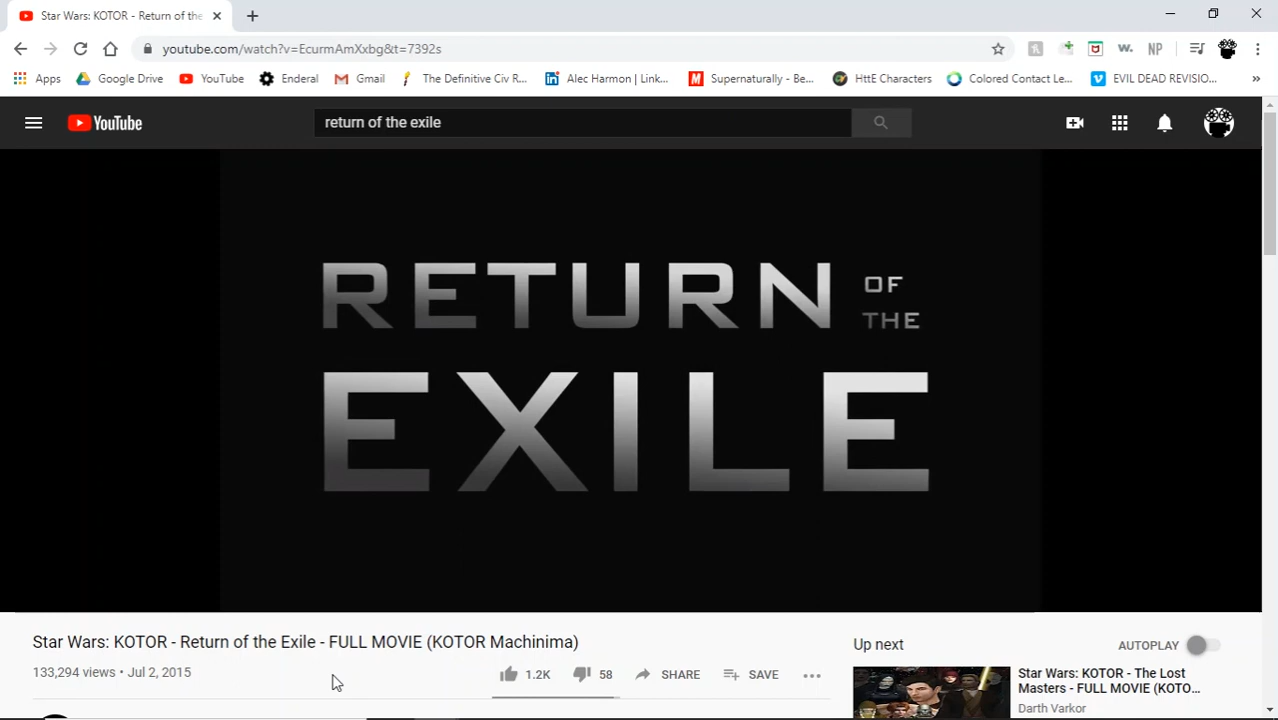 Star Wars: KOTOR - Return of the
youtube.com/watch?v=EcurmAmXxbg&t=7392s
w.
NP
Apps
Google Drive
YouTube
Enderal
Gmail
The Definitive Civ R...
Alec Harmon | Link...
Supernaturally - Be...
HttE Characters
Colored Contact Le...
EVIL DEAD REVISIO...
»
YouTube
return of the exile
RETURN OF THE
EXILE
Star Wars: KOTOR - Return of the Exile - FULL MOVIE (KOTOR Machinima)
133,294 views • Jul 2, 2015
1.2K
58
SHARE
SAVE
Up next
AUTOPLAY
Star Wars: KOTOR - The Lost
Masters - FULL MOVIE (KOTO...
Darth Varkor